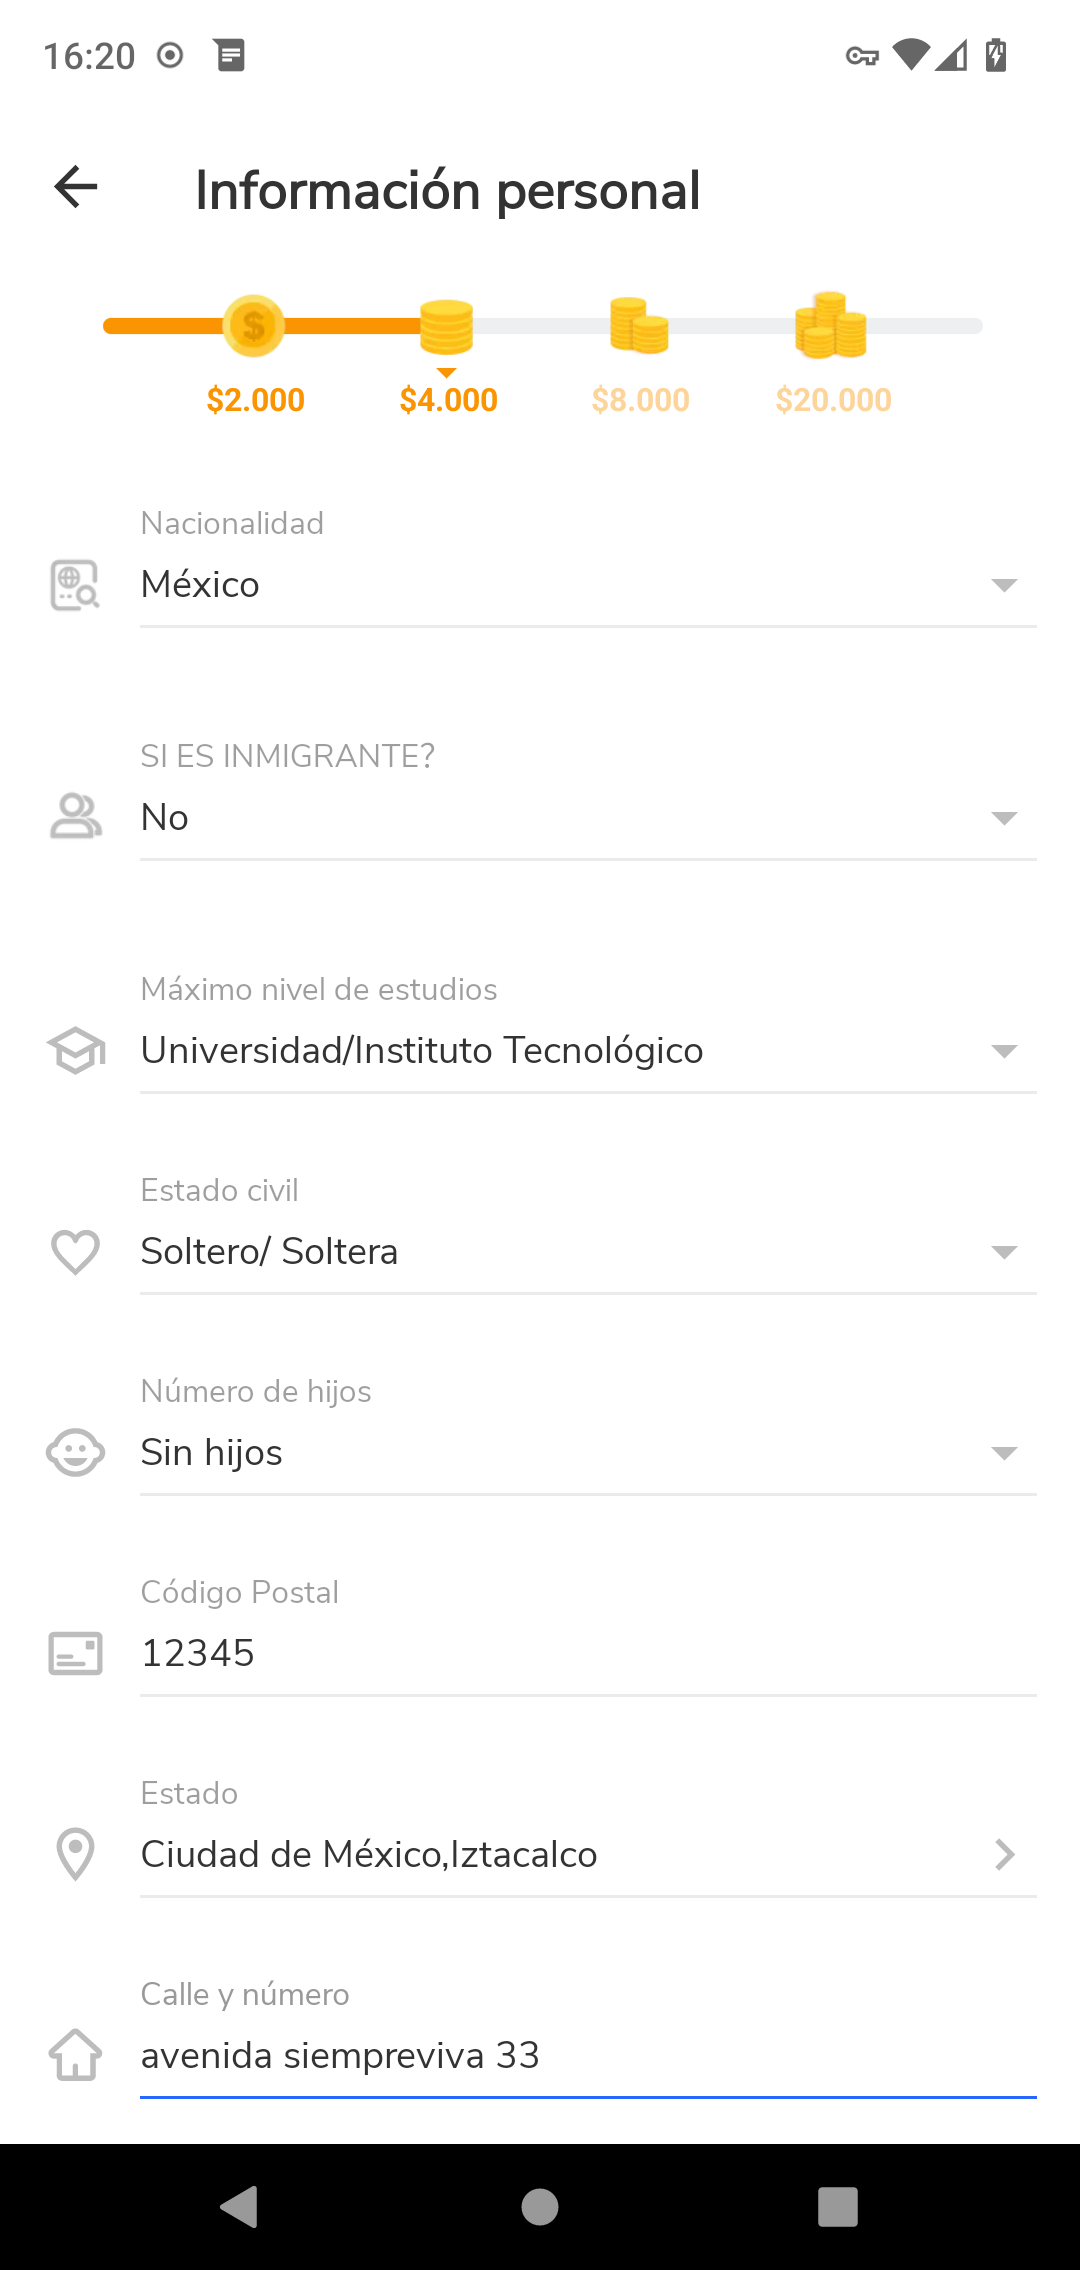 16:20
Información personal
$2.000 $4.000 $8.000 $20.000
Nacionalidad
México
SI ES INMIGRANTE?
No
Máximo nivel de estudios
Universidad/Instituto Tecnológico
Estado civil
Soltero/ Soltera
Número de hijos
Sin hijos
Código Postal
12345
Estado
Ciudad de México,Iztacalco
Calle y número
avenida siempreviva 33